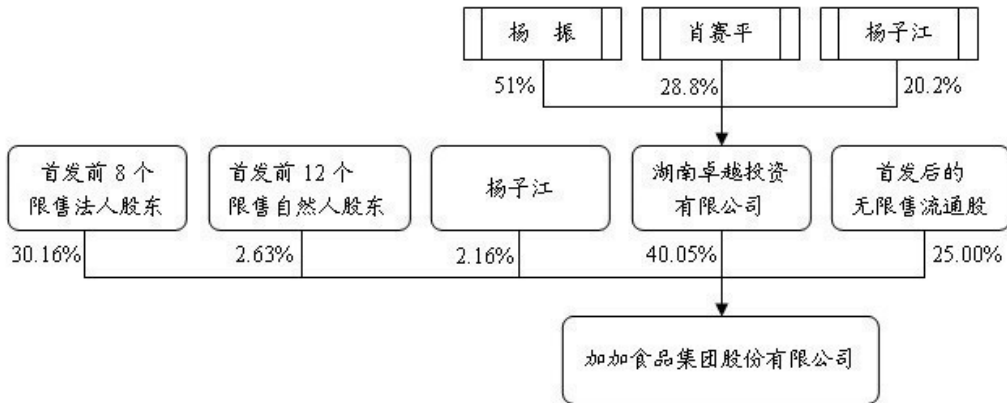 杨 振
肖赛平
杨子江
51%
28.8%
20.2%
首发前 8 个
限售法人股东
首发前 12 个
限售自然人股东
杨子江
湖南卓越投资
有限公司
首发后的
无限售流通股
30.16%
2.63%
2.16%
40.05%
25.00%
加加食品集团股份有限公司